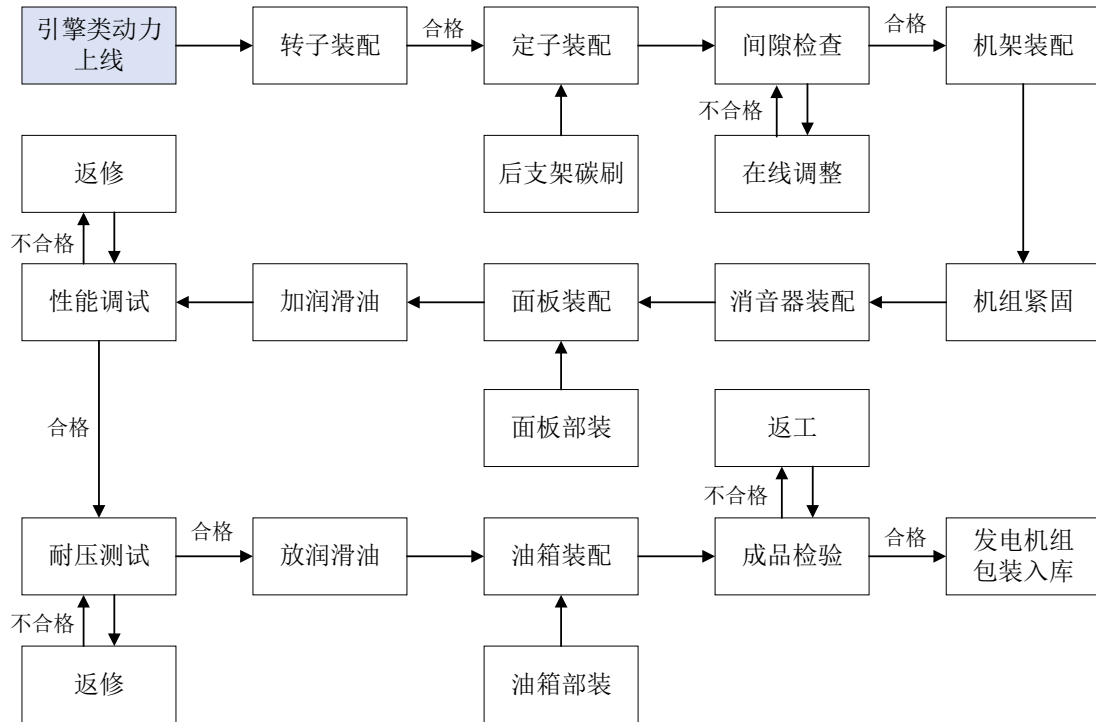 引擎类动力
上线
转子装配
合格
定子装配
间隙检查
合格
机架装配
不合格
返修
后支架碳刷
在线调整
不合格
性能调试
加润滑油
面板装配
消音器装配
机组紧固
合格
面板部装
返工
不合格
耐压测试
合格
放润滑油
油箱装配
成品检验
合格
发电机组
包装入库
不合格
返修
油箱部装